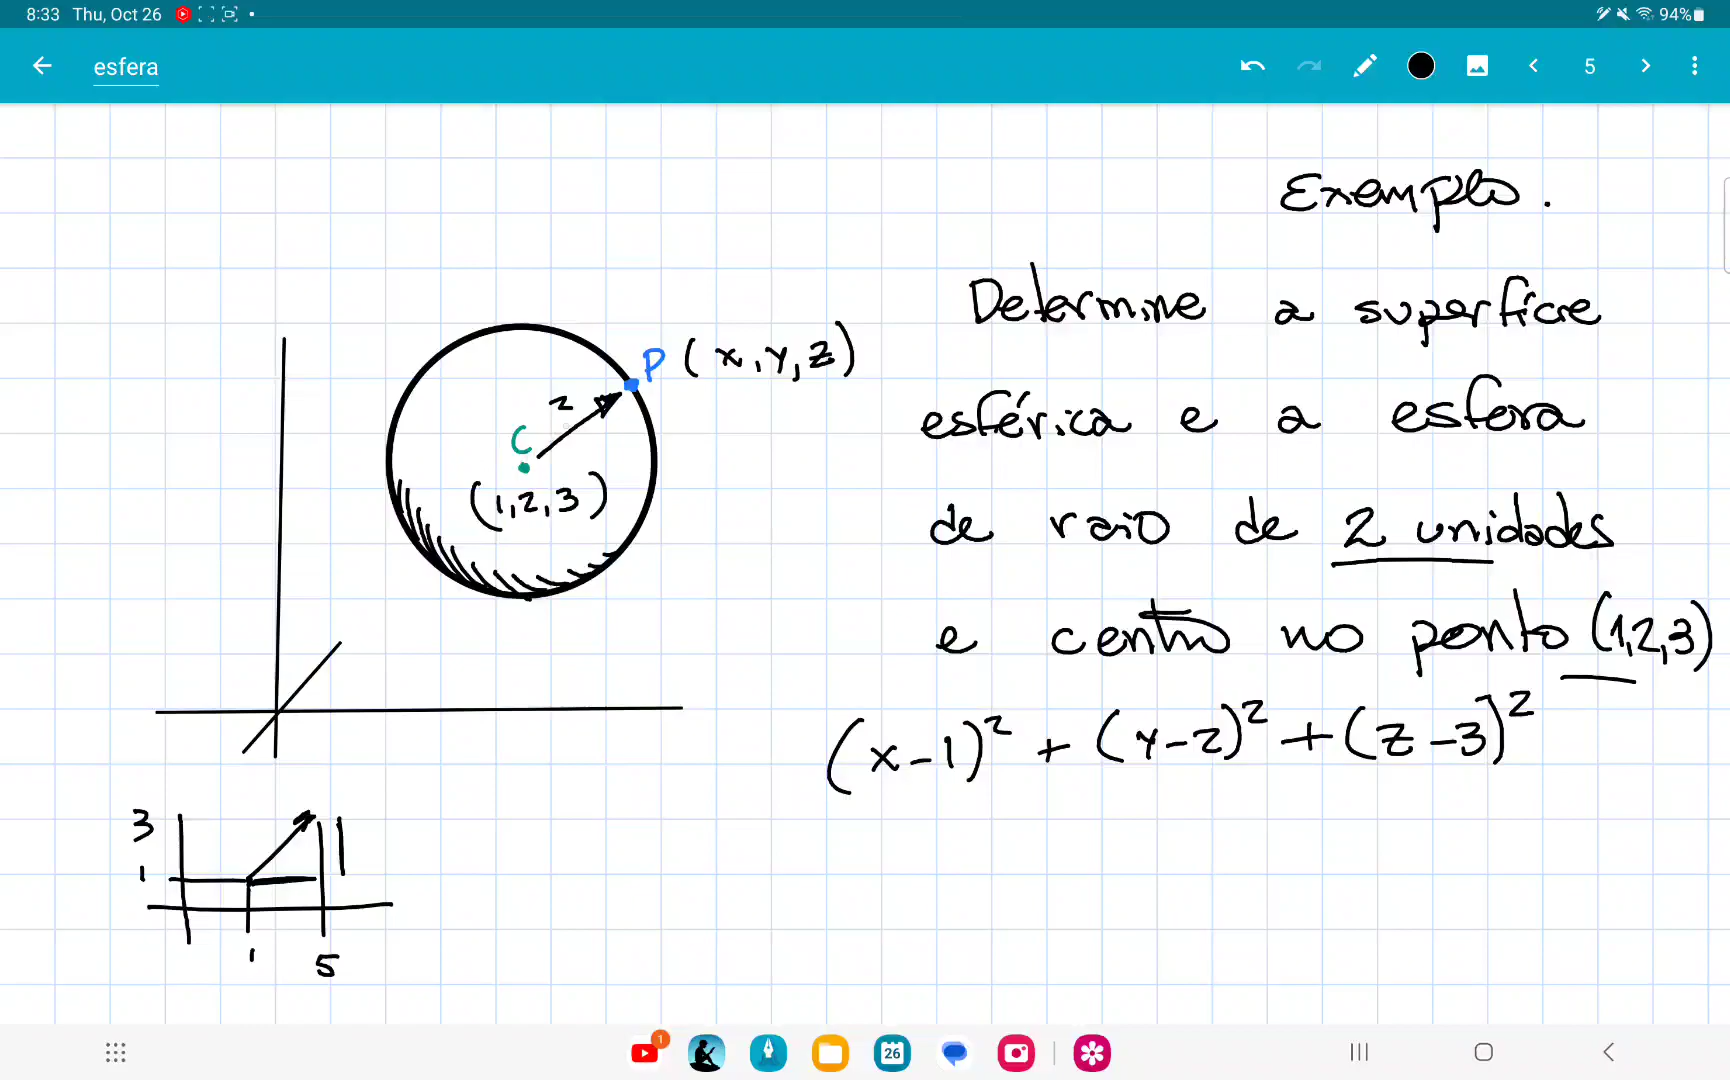 8:33 Thu, Oct 26 94%
esfera 5
Exemplo.
Determine a superfície
esférica e a esfera
de raio de 2 unidades
e centro no ponto (1,2,3)
(x-1)² + (y-2)² + (z-3)²
P (x,y,z)
2
C
(1,2,3)
3
1
1 5
1
26